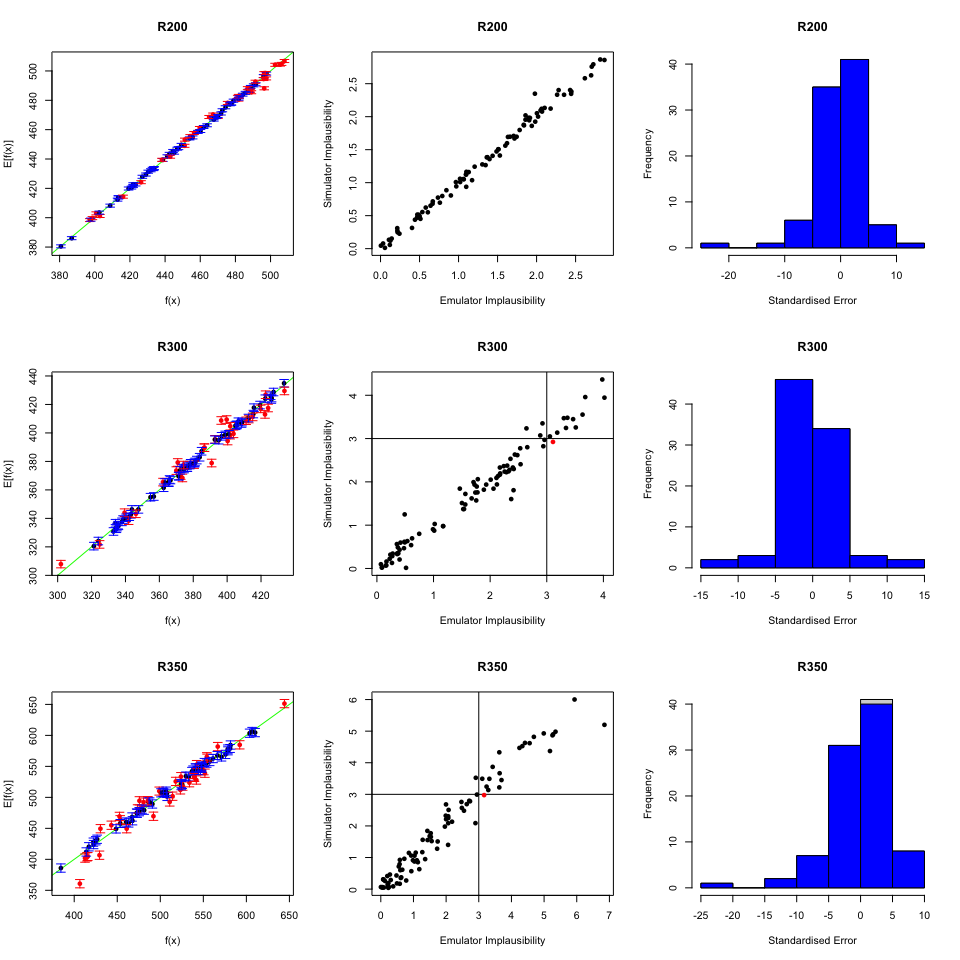 R200
E[f(x)]
380 400 420 440 460 480 500
380 400 420 440 460 480 500
f(x)
R200
Simulator Implausibility
0.0 0.5 1.0 1.5 2.0 2.5
0.0 0.5 1.0 1.5 2.0 2.5
Emulator Implausibility
R200
Frequency
0 10 20 30 40
-20 -10 0 10
Standardised Error
R300
E[f(x)]
300 320 340 360 380 400 420 440
300 320 340 360 380 400 420
f(x)
R300
Simulator Implausibility
0 1 2 3 4
0 1 2 3 4
Emulator Implausibility
R300
Frequency
0 10 20 30 40
-15 -10 -5 0 5 10 15
Standardised Error
R350
E[f(x)]
350 400 450 500 550 600 650
400 450 500 550 600 650
f(x)
R350
Simulator Implausibility
0 1 2 3 4 5 6
0 1 2 3 4 5 6 7
Emulator Implausibility
R350
Frequency
0 10 20 30 40
-25 -20 -15 -10 -5 0 5 10
Standardised Error